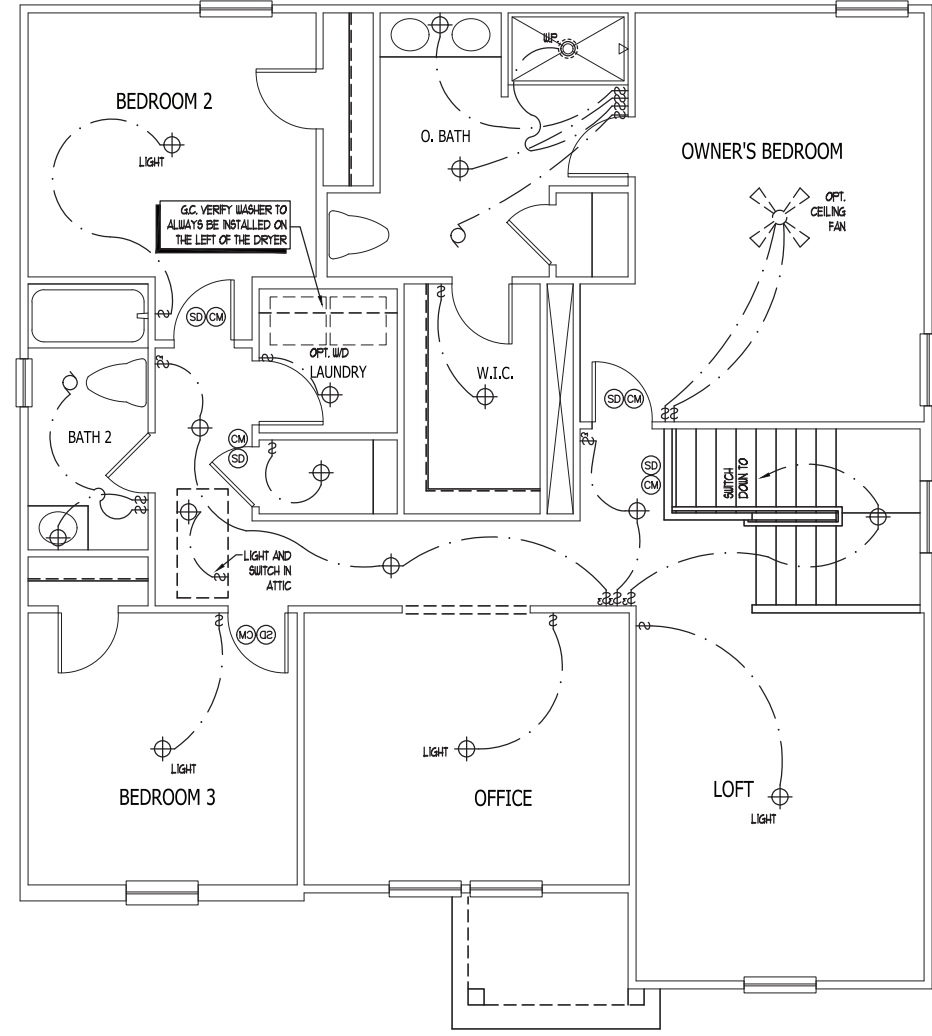 W.P.
BEDROOM 2
LIGHT
O. BATH
OWNER'S BEDROOM
OPT.
CEILING
FAN
G.C. VERIFY WASHER TO
ALWAYS BE INSTALLED ON
THE LEFT OF THE DRYER
SD CM
OPT. W/D
LAUNDRY
W.I.C.
SD CM
BATH 2
CM
SD
SD
CM
SWITCH
DOWN TO
LIGHT AND
SWITCH IN
ATTIC
CM SD
LIGHT
BEDROOM 3
LIGHT
OFFICE
LOFT
LIGHT